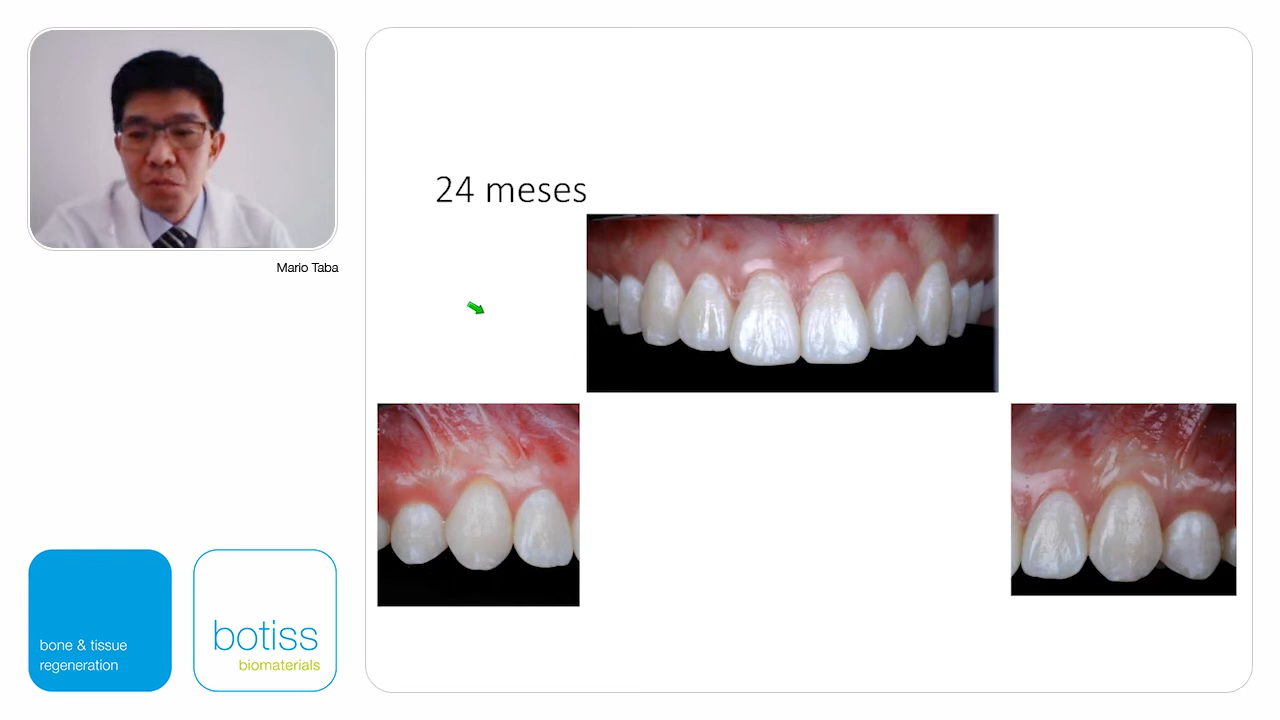 Mario Taba
24 meses
bone & tissue
regeneration
botiss
biomaterials